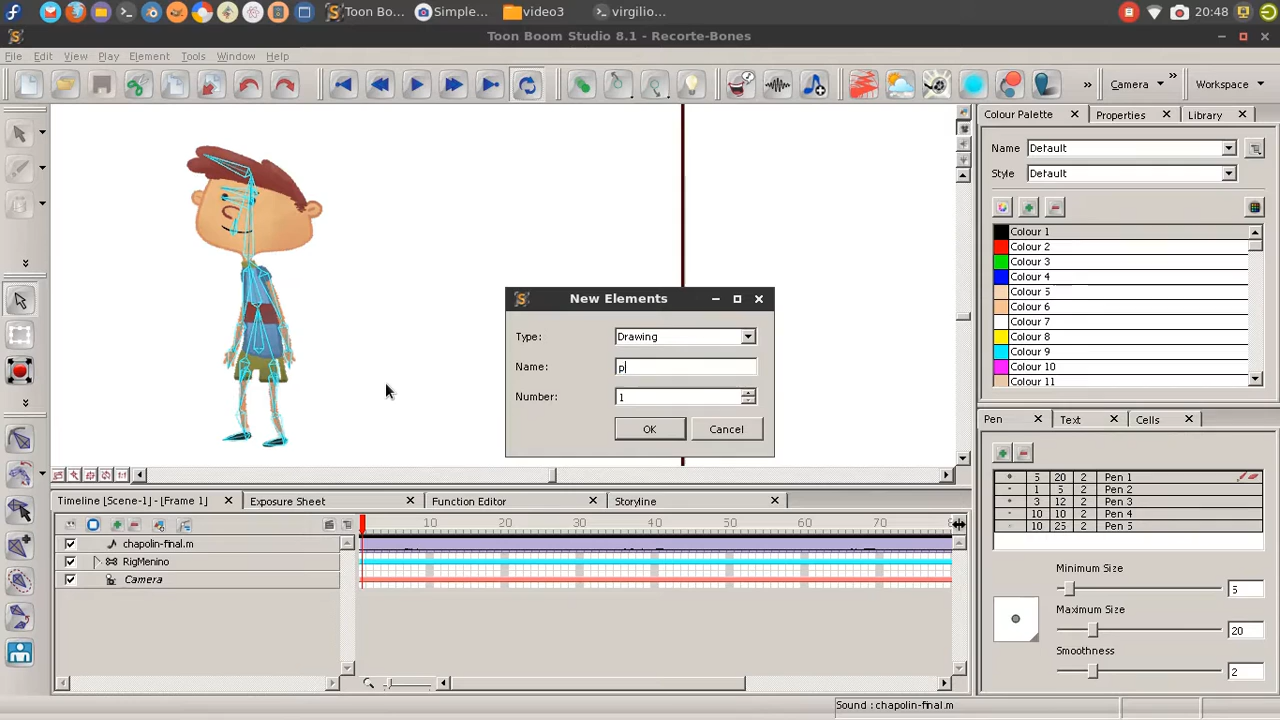 Toon Bo...
Simple...
video3
virgilio...
20:48
Toon Boom Studio 8.1 - Recorte-Bones
File Edit View Play Element Tools Window Help
Camera
Workspace
Colour Palette
Properties
Library
Name
Default
Style
Default
Colour 1
Colour 2
Colour 3
Colour 4
Colour 5
Colour 6
Colour 7
Colour 8
Colour 9
Colour 10
Colour 11
New Elements
Type:
Drawing
Name:
p
Number:
1
OK
Cancel
Pen
Text
Cells
5 20 2 Pen 1
1 5 2 Pen 2
3 12 2 Pen 3
10 10 2 Pen 4
10 25 2 Pen 5
Minimum Size
5
Maximum Size
20
Smoothness
2
Timeline [Scene-1] - [Frame 1]
Exposure Sheet
Function Editor
Storyline
10 20 30 40 50 60 70
chapolin-final.m
RigMenino
Camera
Sound : chapolin-final.m